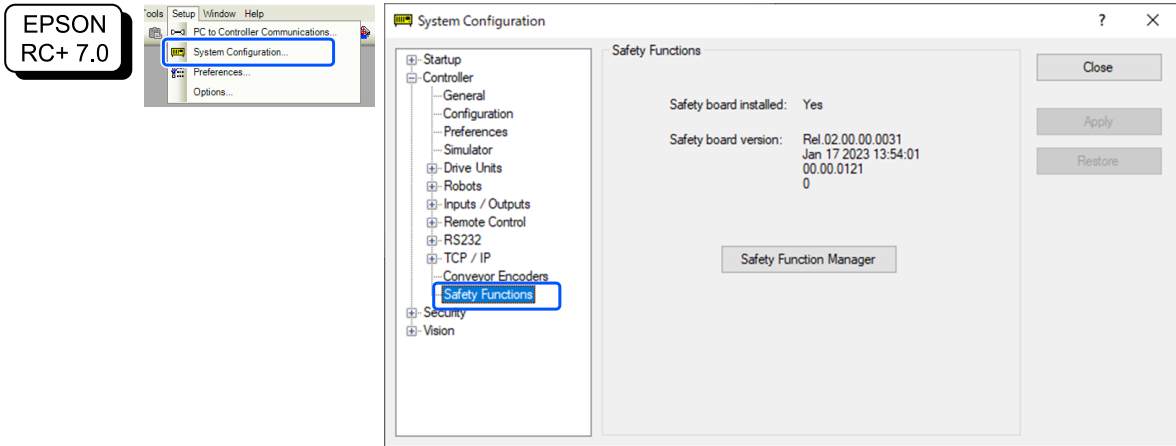 EPSON
RC+ 7.0
ools Setup Window Help
PC to Controller Communications...
System Configuration...
Preferences...
Options...
System Configuration
?
Startup
Controller
General
Configuration
Preferences
Simulator
Drive Units
Robots
Inputs / Outputs
Remote Control
RS232
TCP / IP
Conveyor Encoders
Safety Functions
Security
Vision
Safety Functions
Safety board installed: Yes
Safety board version: Rel.02.00.00.0031
Jan 17 2023 13:54:01
00.00.0121
0
Safety Function Manager
Close
Apply
Restore